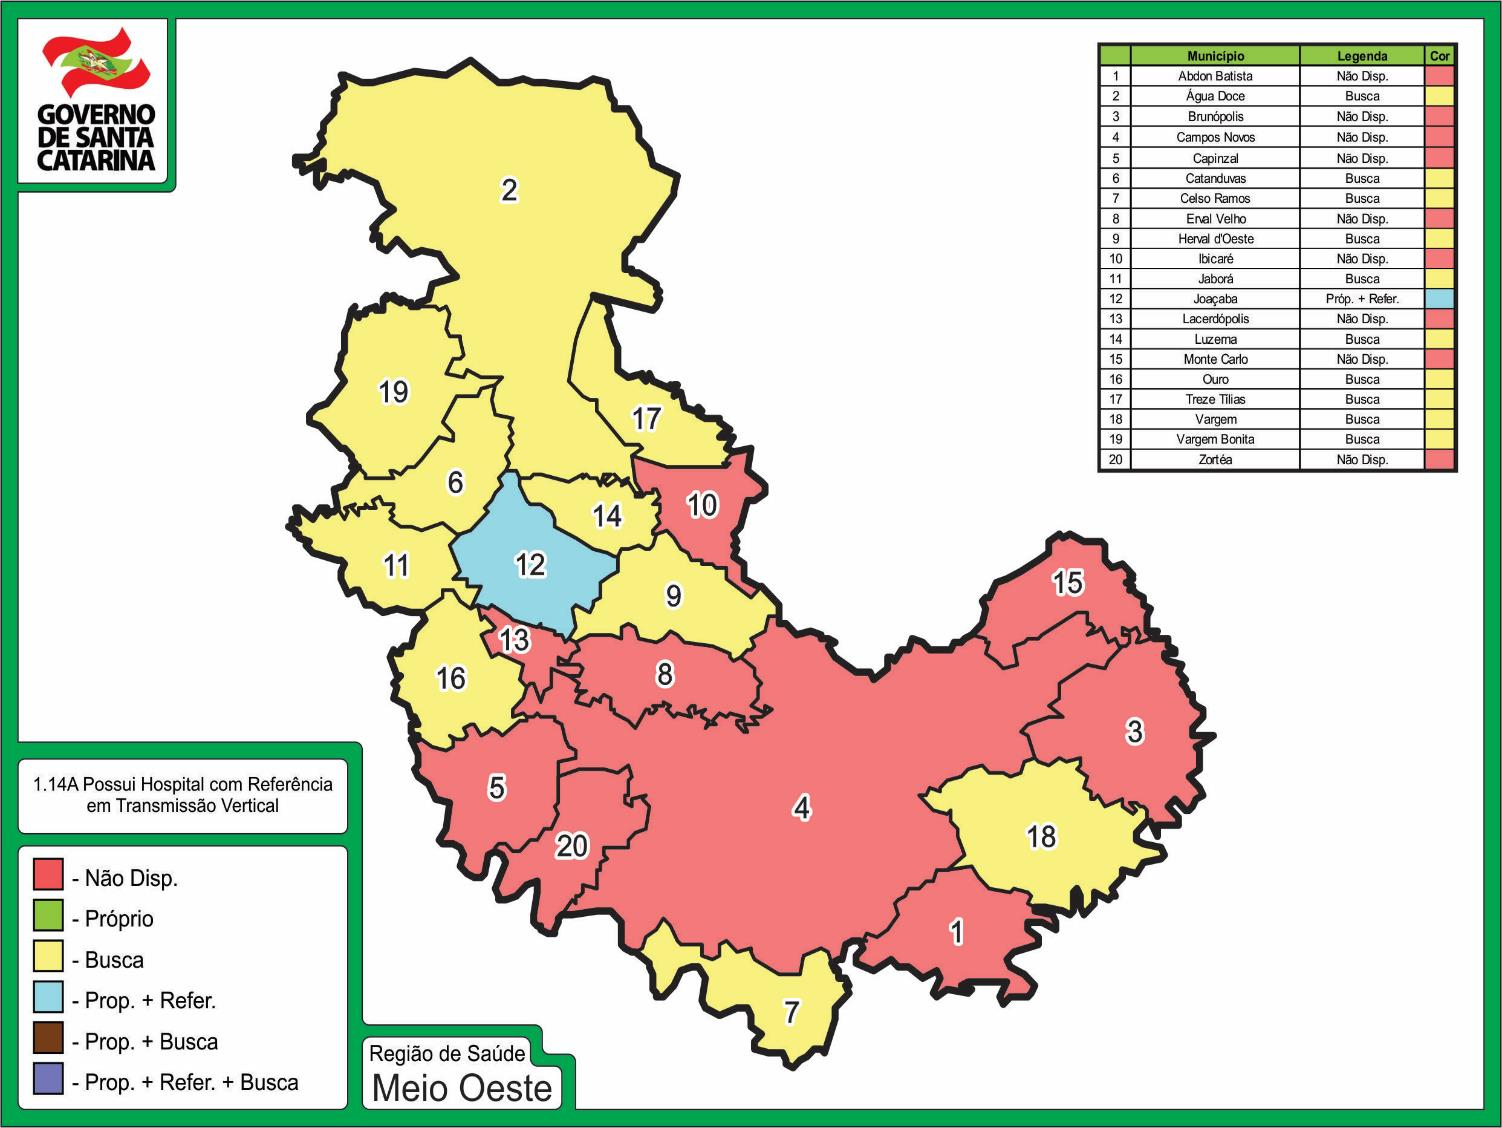 GOVERNO
DE SANTA
CATARINA
Município Legenda Cor
1 Abdon Batista Não Disp.
2 Água Doce Busca
3 Brunópolis Não Disp.
4 Campos Novos Não Disp.
5 Capinzal Não Disp.
6 Catanduvas Busca
7 Celso Ramos Busca
8 Erval Velho Não Disp.
9 Herval d'Oeste Busca
10 Ibicaré Não Disp.
11 Jaborá Busca
12 Joaçaba Próp. + Refer.
13 Lacerdópolis Não Disp.
14 Luzerna Busca
15 Monte Carlo Não Disp.
16 Ouro Busca
17 Treze Tílias Busca
18 Vargem Busca
19 Vargem Bonita Busca
20 Zortéa Não Disp.
2
19
17
6
10
14
11
12
15
9
13
8
16
3
5
4
18
20
1
7
1.14A Possui Hospital com Referência
em Transmissão Vertical
- Não Disp.
- Próprio
- Busca
- Prop. + Refer.
- Prop. + Busca
- Prop. + Refer. + Busca
Região de Saúde
Meio Oeste